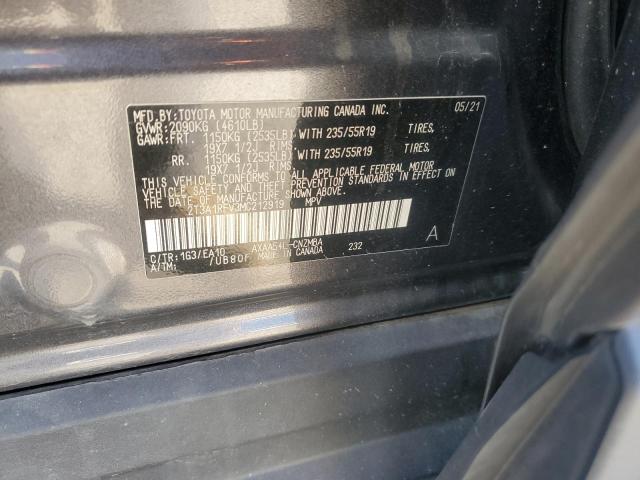 MFD.BY: TOYOTA MOTOR MANUFACTURING CANADA INC. 05/21
GVWR: 2090KG (4610LB)
GAWR: FRT. 1150KG (2535LB) WITH 235/55R19 TIRES,
19X7 1/2J RIMS
RR. 1150KG (2535LB) WITH 235/55R19 TIRES,
19X7 1/2J RIMS
THIS VEHICLE CONFORMS TO ALL APPLICABLE FEDERAL MOTOR
VEHICLE SAFETY AND THEFT PREVENTION STANDARDS IN
EFFECT ON THE DATE OF MANUFACTURE SHOWN ABOVE.
2T3A1RFV3MC212919 MPV
A
C/TR: 1G3/EA10 AXAA54L-CNZMBA 232
A/TM: /UB80F MADE IN CANADA